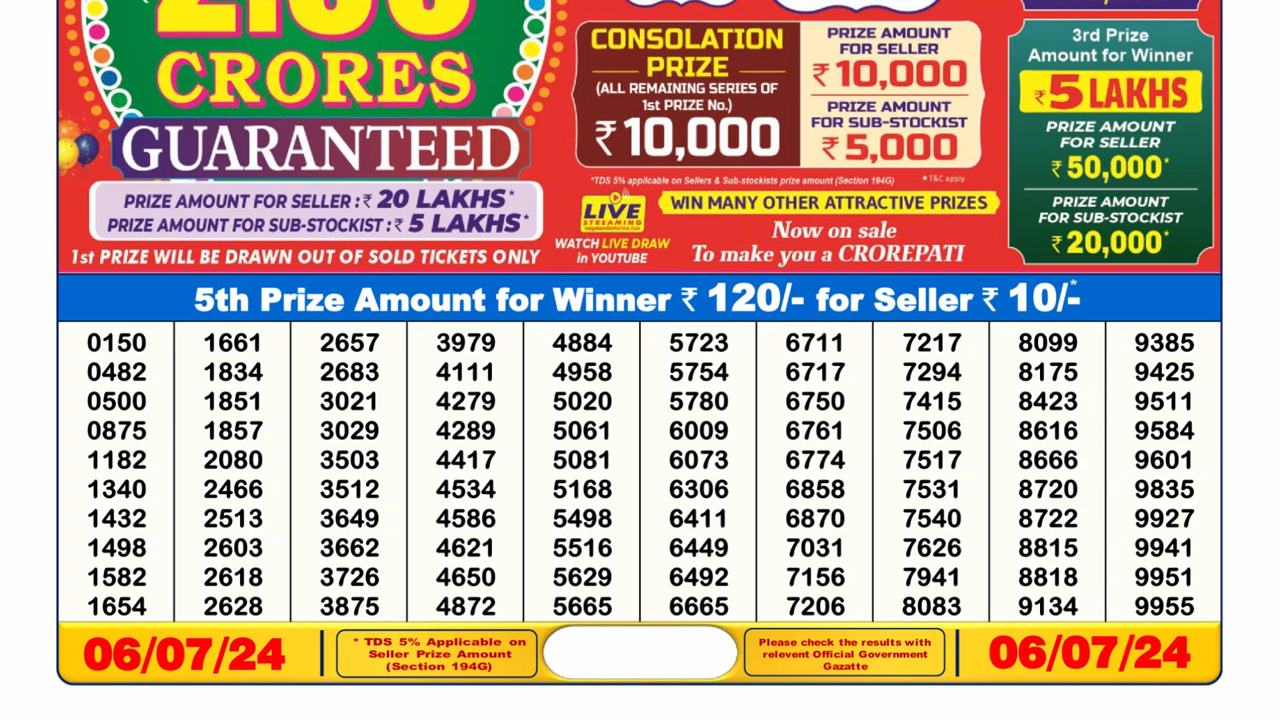 CRORES
GUARANTEED
PRIZE AMOUNT FOR SELLER : ₹ 20 LAKHS*
PRIZE AMOUNT FOR SUB-STOCKIST : ₹ 5 LAKHS*
1st PRIZE WILL BE DRAWN OUT OF SOLD TICKETS ONLY
CONSOLATION
PRIZE
(ALL REMAINING SERIES OF
1st PRIZE No.)
₹ 10,000
PRIZE AMOUNT
FOR SELLER
₹ 10,000
PRIZE AMOUNT
FOR SUB-STOCKIST
₹ 5,000
*TDS 5% applicable on Sellers & Sub-stockists prize amount (Section 194G)
* T&C apply
LIVE
STREAMING
WATCH LIVE DRAW
in YOUTUBE
WIN MANY OTHER ATTRACTIVE PRIZES
Now on sale
To make you a CROREPATI
3rd Prize
Amount for Winner
₹ 5 LAKHS
PRIZE AMOUNT
FOR SELLER
₹ 50,000*
PRIZE AMOUNT
FOR SUB-STOCKIST
₹ 20,000*
5th Prize Amount for Winner ₹ 120/- for Seller ₹ 10/-*
0150 1661 2657 3979 4884 5723 6711 7217 8099 9385
0482 1834 2683 4111 4958 5754 6717 7294 8175 9425
0500 1851 3021 4279 5020 5780 6750 7415 8423 9511
0875 1857 3029 4289 5061 6009 6761 7506 8616 9584
1182 2080 3503 4417 5081 6073 6774 7517 8666 9601
1340 2466 3512 4534 5168 6306 6858 7531 8720 9835
1432 2513 3649 4586 5498 6411 6870 7540 8722 9927
1498 2603 3662 4621 5516 6449 7031 7626 8815 9941
1582 2618 3726 4650 5629 6492 7156 7941 8818 9951
1654 2628 3875 4872 5665 6665 7206 8083 9134 9955
06/07/24
* TDS 5% Applicable on
Seller Prize Amount
(Section 194G)
Please check the results with
relevent Official Government
Gazatte
06/07/24